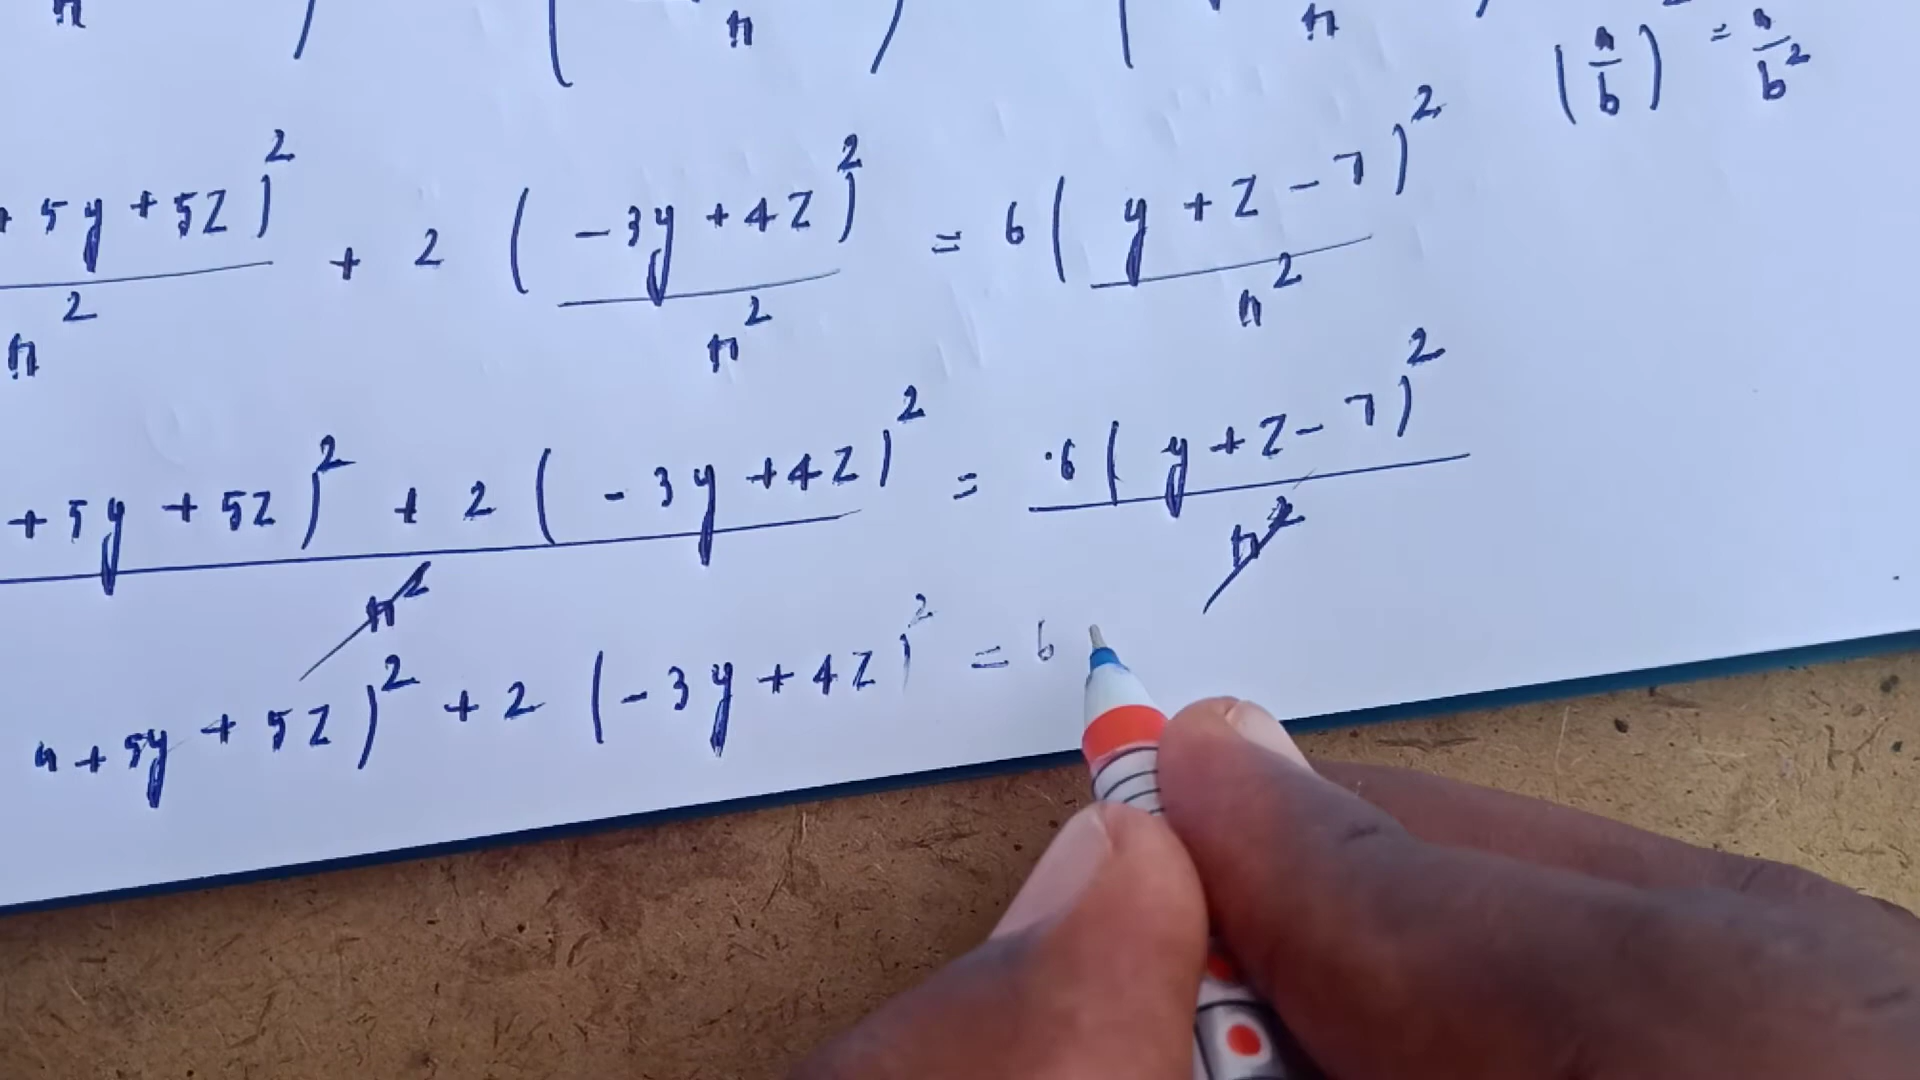 n ) ( n ) ( n ) (a/b)² = a/b²
+ 5y + 5z)²/n² + 2 (-3y + 4z)²/n² = 6 (y + z - 7)²/n²
+ 5y + 5z)² + 2 (-3y + 4z)²/n² = 6 (y + z - 7)²/n²
n + 5y + 5z)² + 2 (-3y + 4z)² = 6